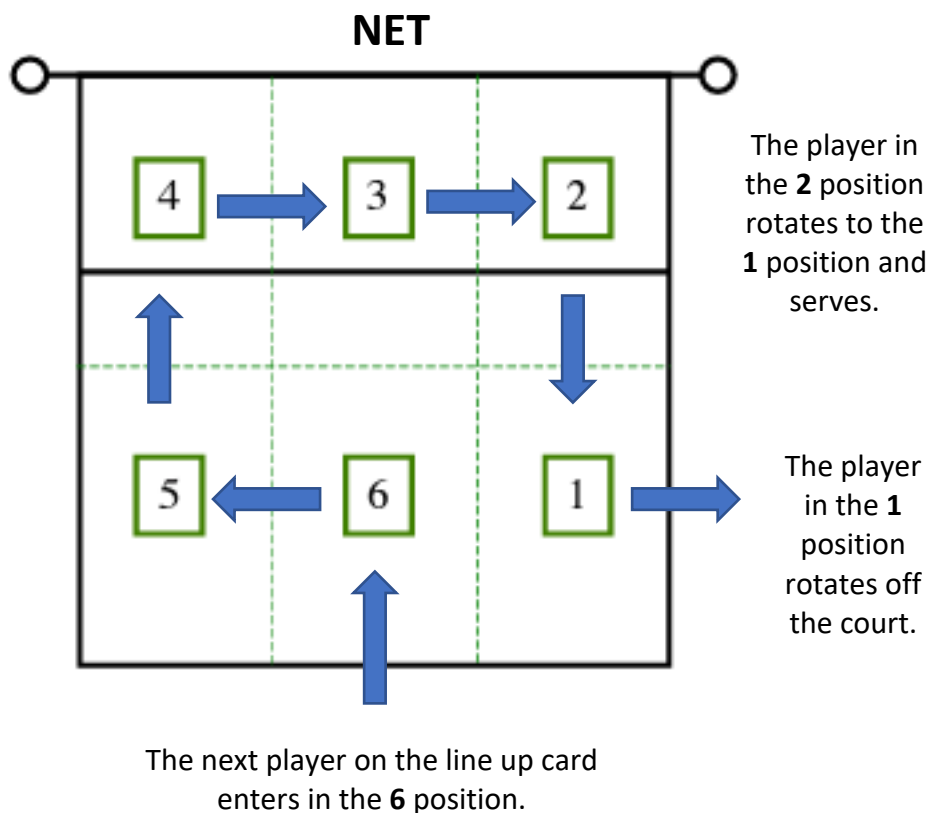 NET
4 3 2
The player in
the 2 position
rotates to the
1 position and
serves.
5 6 1
The player
in the 1
position
rotates off
the court.
The next player on the line up card
enters in the 6 position.